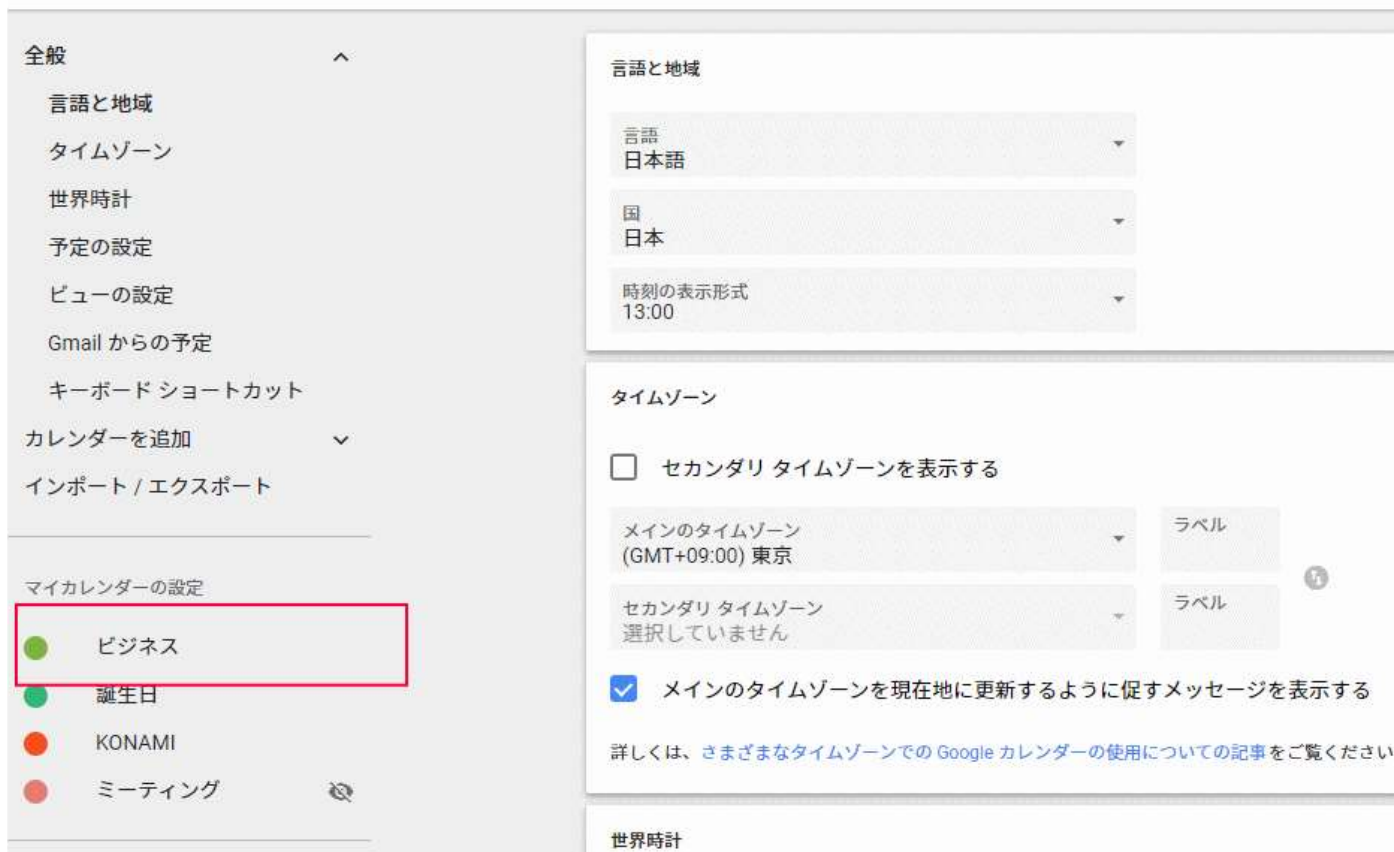 全般
言語と地域
タイムゾーン
世界時計
予定の設定
ビューの設定
Gmail からの予定
キーボード ショートカット
カレンダーを追加
インポート / エクスポート
マイカレンダーの設定
ビジネス
誕生日
KONAMI
ミーティング
言語と地域
言語
日本語
国
日本
時刻の表示形式
13:00
タイムゾーン
セカンダリ タイムゾーンを表示する
メインのタイムゾーン
(GMT+09:00) 東京
ラベル
セカンダリ タイムゾーン
選択していません
ラベル
メインのタイムゾーンを現在地に更新するように促すメッセージを表示する
詳しくは、さまざまなタイムゾーンでの Google カレンダーの使用についての記事をご覧ください
世界時計